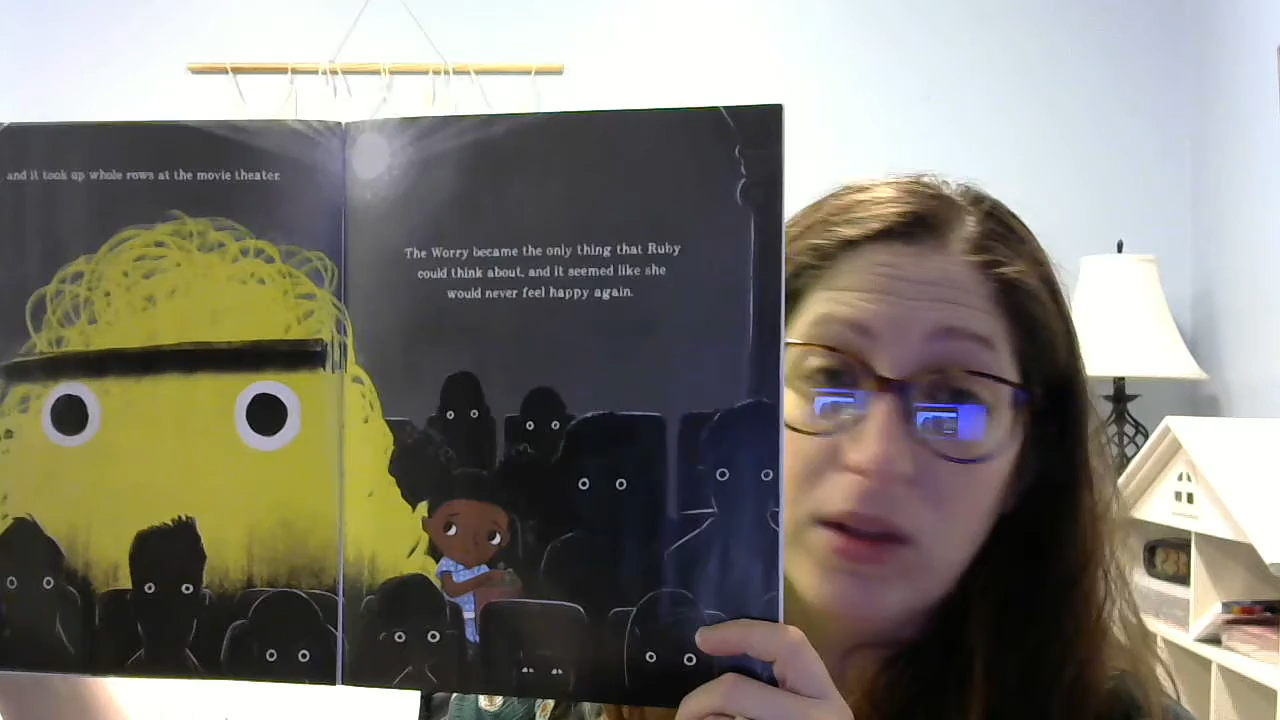 and it took up whole rows at the movie theater.
The Worry became the only thing that Ruby
could think about, and it seemed like she
would never feel happy again.